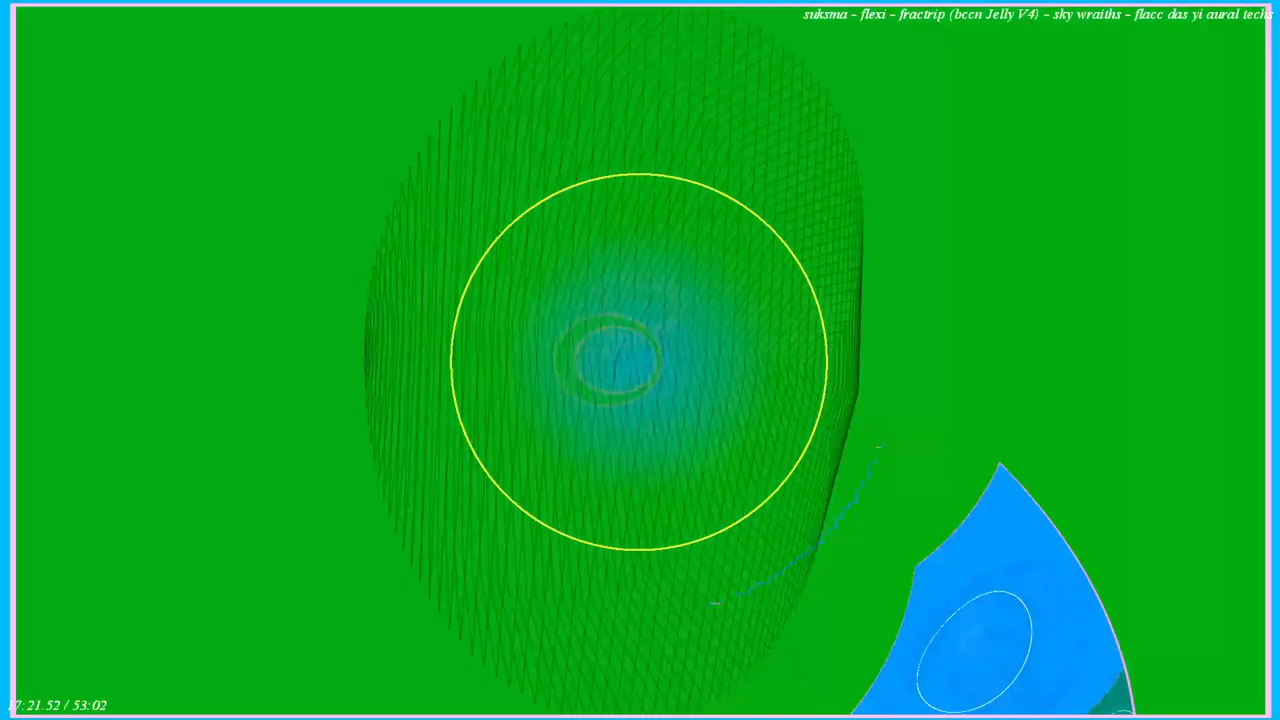 suksma - flexi - fractrip (bccn Jelly V4) - sky wraiths - flacc das yi aural techs
17:21.52 / 53:02